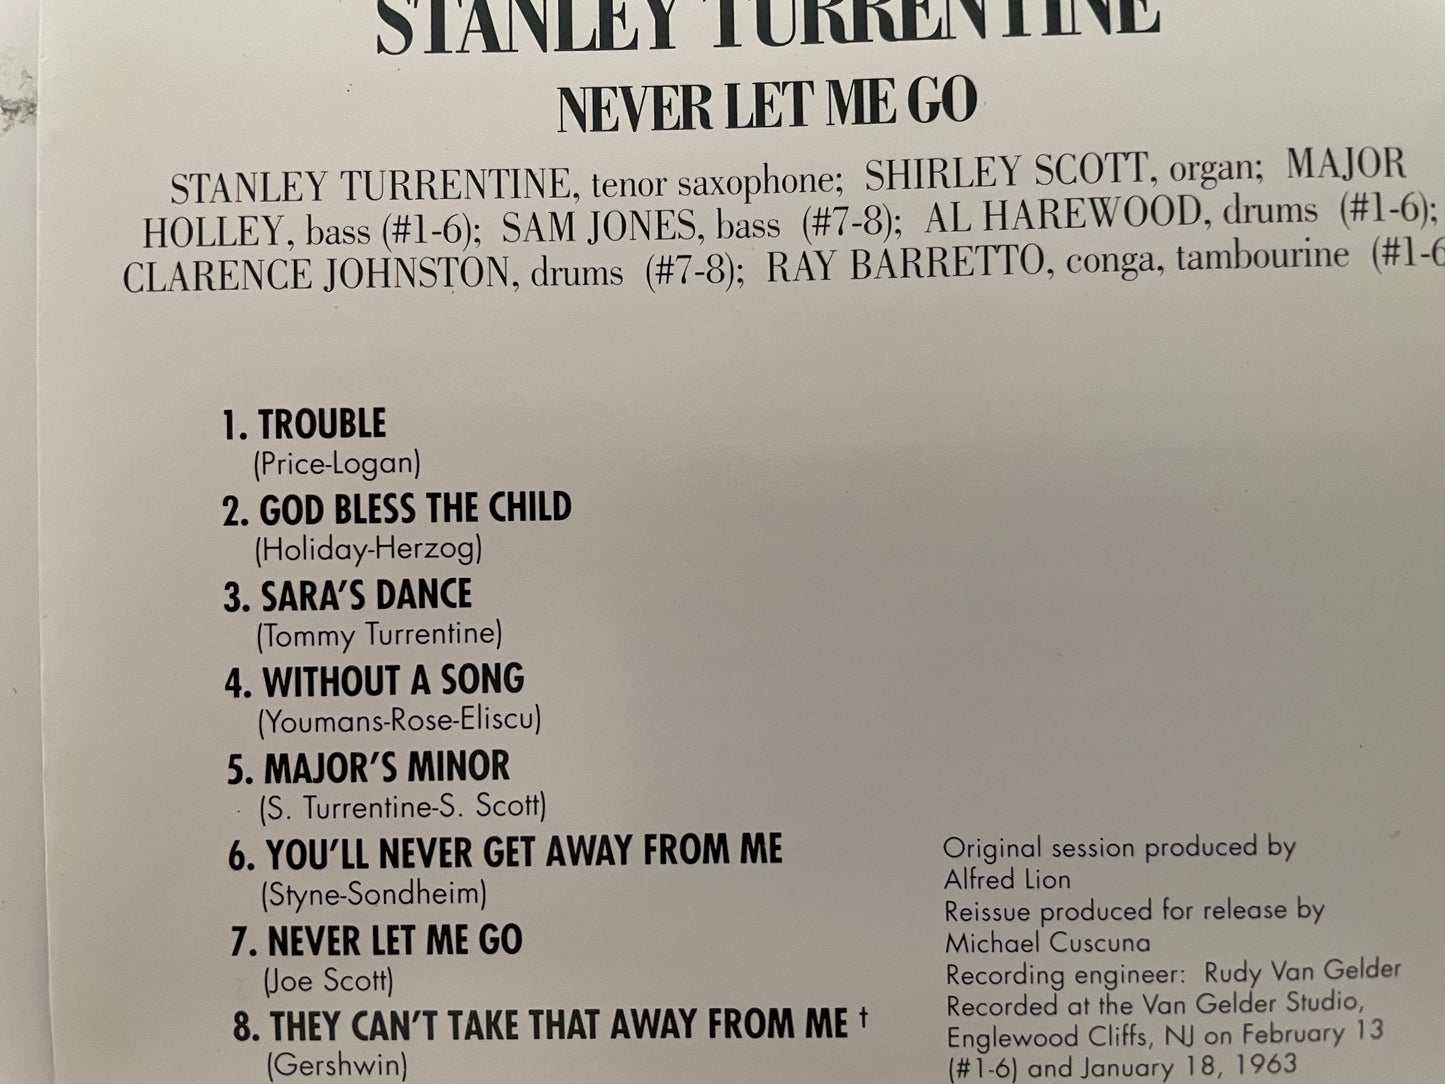 STANLEY TURRENTINE
NEVER LET ME GO
STANLEY TURRENTINE, tenor saxophone; SHIRLEY SCOTT, organ; MAJOR
HOLLEY, bass (#1-6); SAM JONES, bass (#7-8); AL HAREWOOD, drums (#1-6);
CLARENCE JOHNSTON, drums (#7-8); RAY BARRETTO, conga, tambourine (#1-6
1. TROUBLE
(Price-Logan)
2. GOD BLESS THE CHILD
(Holiday-Herzog)
3. SARA'S DANCE
(Tommy Turrentine)
4. WITHOUT A SONG
(Youmans-Rose-Eliscu)
5. MAJOR'S MINOR
(S. Turrentine-S. Scott)
6. YOU'LL NEVER GET AWAY FROM ME
(Styne-Sondheim)
7. NEVER LET ME GO
(Joe Scott)
8. THEY CAN'T TAKE THAT AWAY FROM ME †
(Gershwin)
Original session produced by
Alfred Lion
Reissue produced for release by
Michael Cuscuna
Recording engineer: Rudy Van Gelder
Recorded at the Van Gelder Studio,
Englewood Cliffs, NJ on February 13
(#1-6) and January 18, 1963